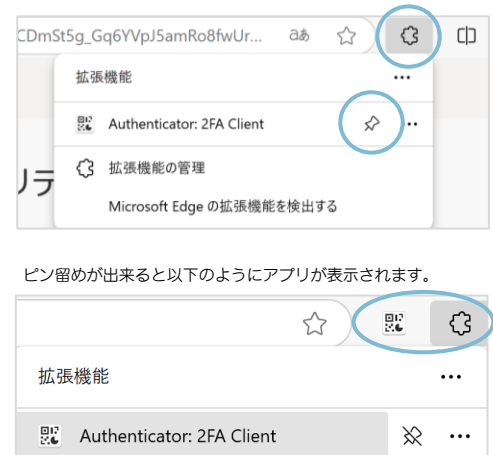 CDmSt5g_Gq6YVpJ5amRo8fwUr... aあ
拡張機能
Authenticator: 2FA Client
拡張機能の管理
Microsoft Edge の拡張機能を検出する
リテ
ピン留めが出来ると以下のようにアプリが表示されます。
拡張機能
Authenticator: 2FA Client